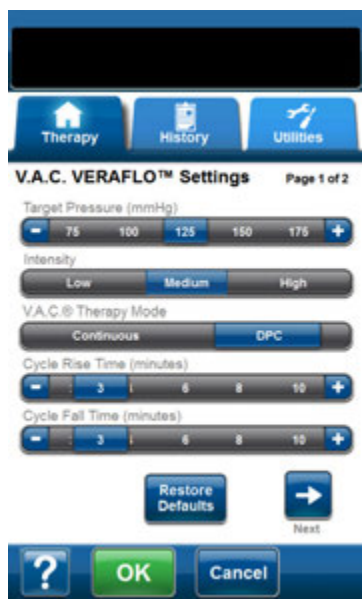 Therapy History Utilities
V.A.C. VERAFLO™ Settings Page 1 of 2
Target Pressure (mmHg)
- 75 100 125 150 175 +
Intensity
Low Medium High
V.A.C.® Therapy Mode
Continuous DPC
Cycle Rise Time (minutes)
- 3 6 8 10 +
Cycle Fall Time (minutes)
- 3 6 8 10 +
Restore
Defaults
Next
? OK Cancel